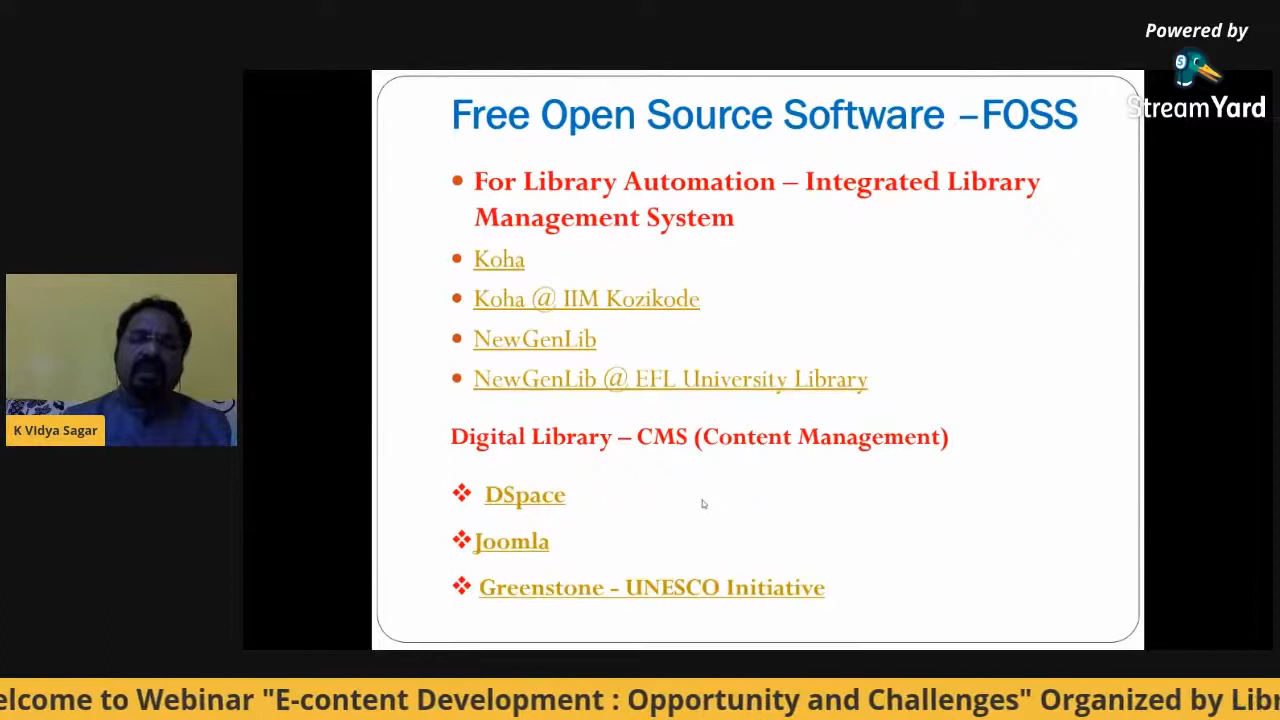 Powered by
StreamYard
Free Open Source Software –FOSS
• For Library Automation – Integrated Library
Management System
• Koha
• Koha @ IIM Kozikode
• NewGenLib
• NewGenLib @ EFL University Library
Digital Library – CMS (Content Management)
❖ DSpace
❖ Joomla
❖ Greenstone - UNESCO Initiative
K Vidya Sagar
elcome to Webinar "E-content Development : Opportunity and Challenges" Organized by Libr